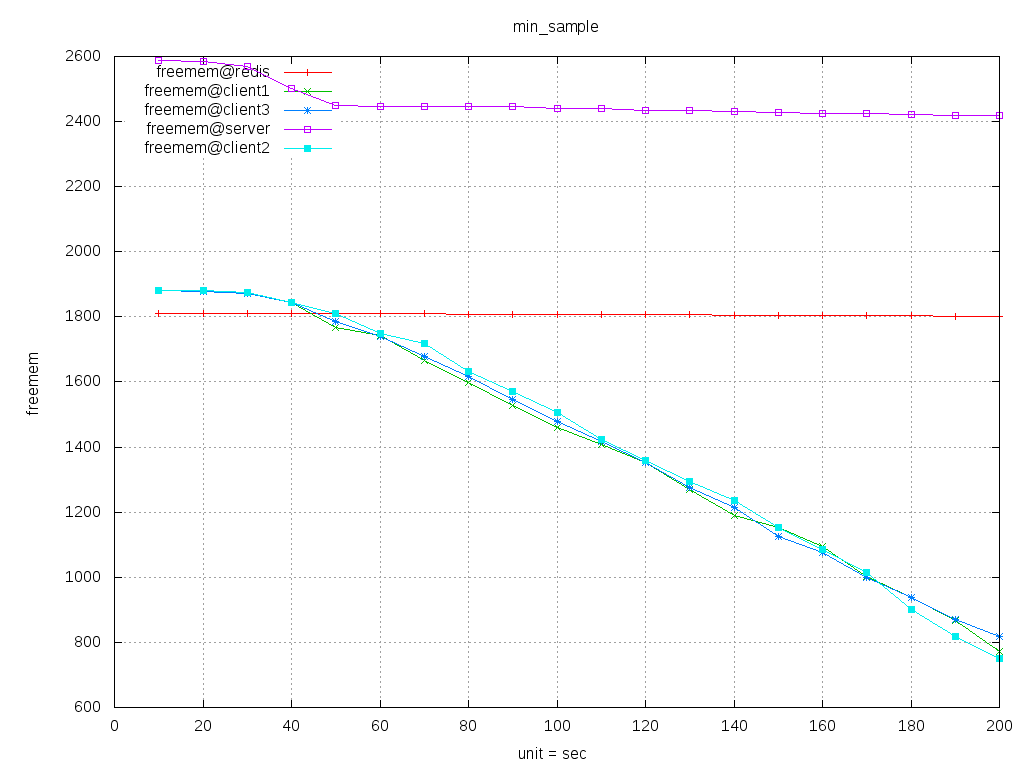 min_sample
2600
freemem@redis
freemem@client1
freemem@client3
2400
freemem@server
freemem@client2
2200
2000
1800
1600
freemem
1400
1200
1000
800
600
0 20 40 60 80 100 120 140 160 180 200
unit = sec